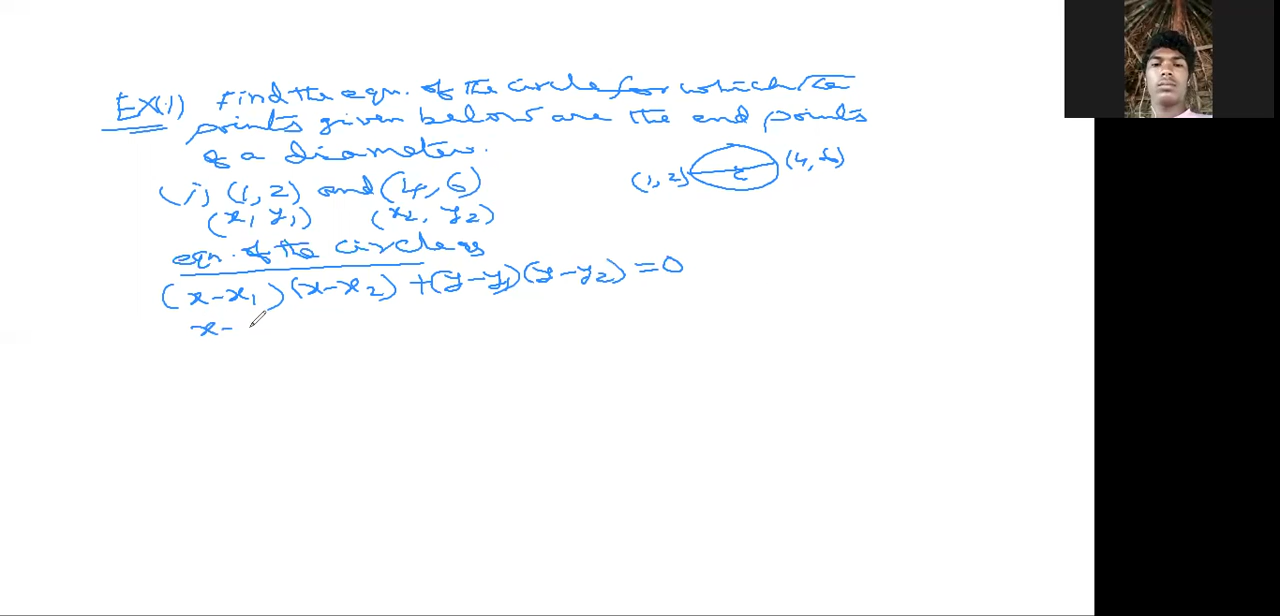 EX(1) Find the eqn. of the circle for which the
points given below are the end points
of a diameter.
(i) (1, 2) and (4, 6)
(x1 y1) (x2, y2)
(1, 2) c (4, 6)
eqn. of the circle is
(x-x1)(x-x2)+(y-y1)(y-y2)=0
x-